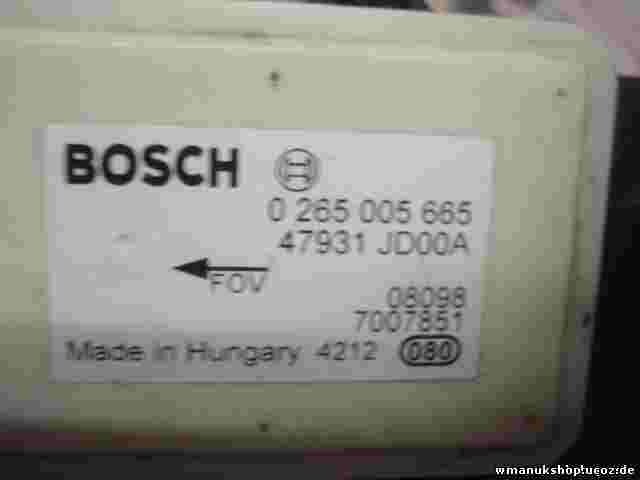 BOSCH
0 265 005 665
47931 JD00A
FOV
08098
7007851
Made in Hungary 4212 080
wmanukshop.ucoz.de